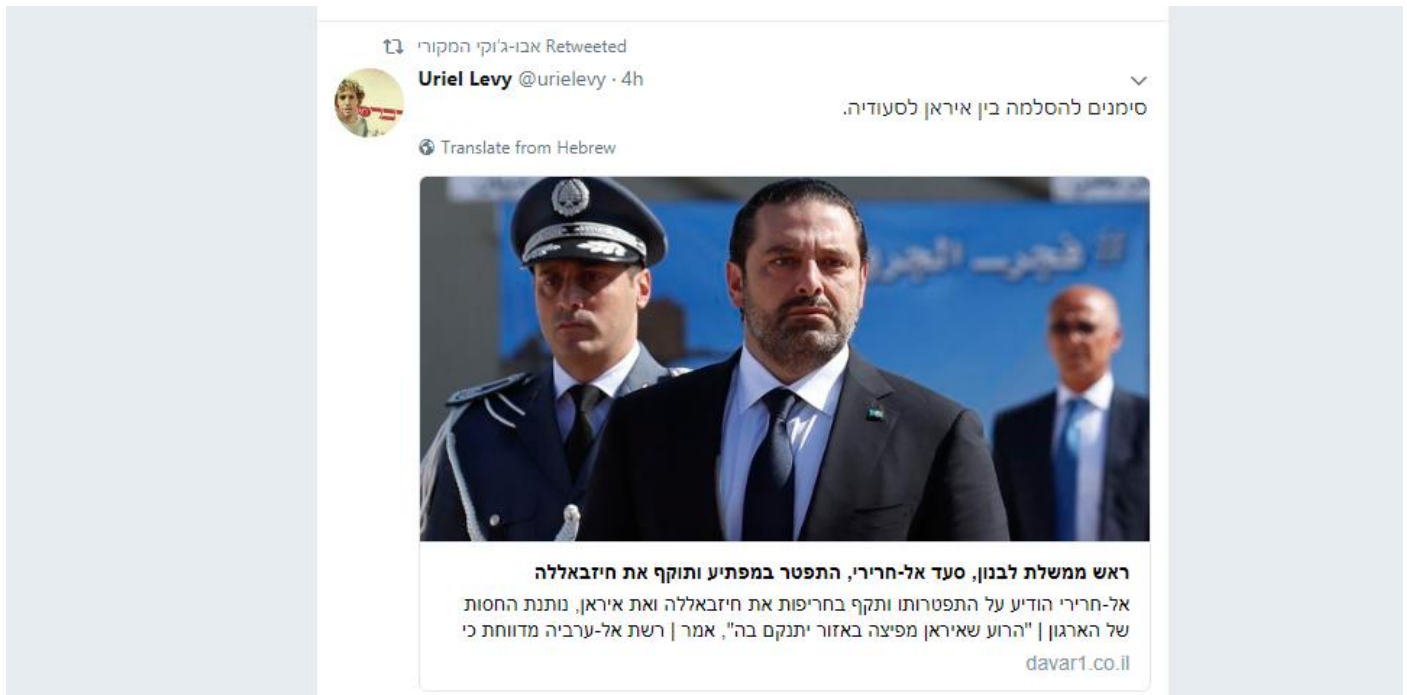 אבו-ג'וקי המקורי Retweeted
Uriel Levy @urielevy · 4h
סימנים להסלמה בין איראן לסעודיה.
Translate from Hebrew
# فجر_الجرو
ראש ממשלת לבנון, סעד אל-חרירי, התפטר במפתיע ותוקף את חיזבאללה
אל-חרירי הודיע על התפטרותו ותקף בחריפות את חיזבאללה ואת איראן, נותנת החסות
של הארגון | "הרוע שאיראן מפיצה באזור יתנקם בה", אמר | רשת אל-ערביה מדווחת כי
davar1.co.il